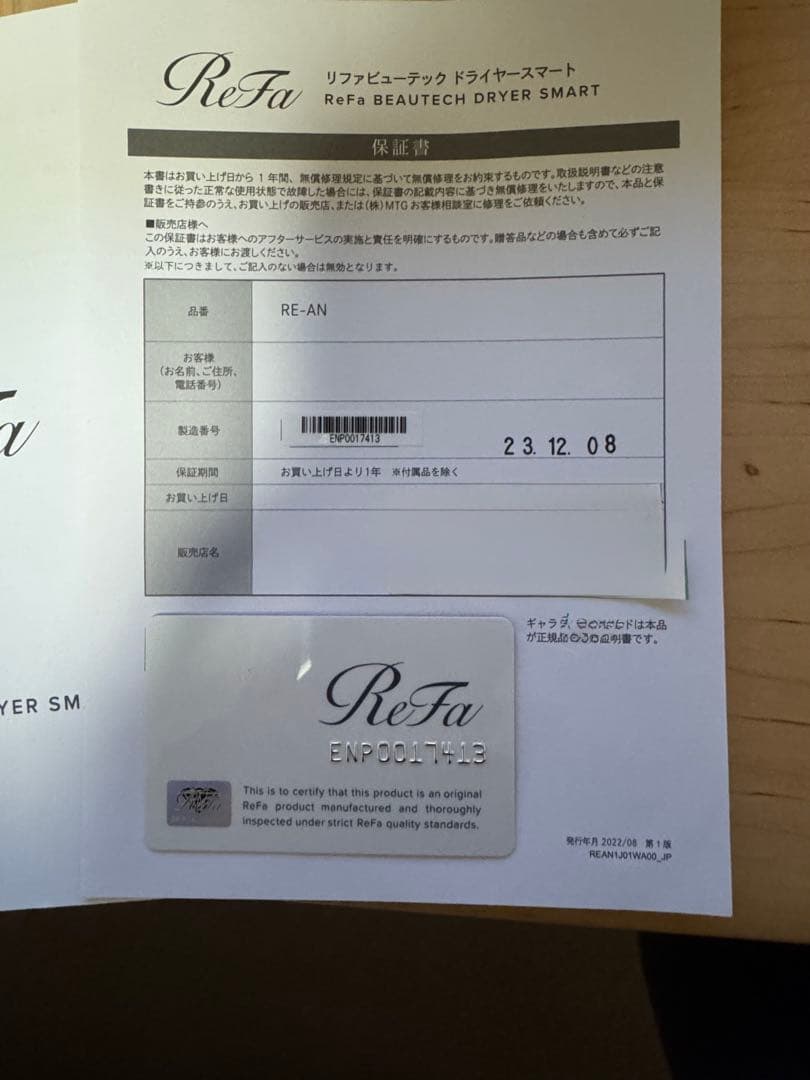 ReFa
リファビューテック ドライヤースマート
ReFa BEAUTECH DRYER SMART
保証書
本書はお買い上げ日から 1 年間、無償修理規定に基づいて無償修理をお約束するものです。取扱説明書などの注意
書きに従った正常な使用状態で故障した場合には、保証書の記載内容に基づき無償修理をいたしますので、本品と保
証書をご持参のうえ、お買い上げの販売店、または(株)MTG お客様相談室に修理をご依頼ください。
■販売店様へ
この保証書はお客様へのアフターサービスの実施と責任を明確にするものです。贈答品などの場合も含めて必ずご記
入のうえ、お客様にお渡しください。
※以下につきまして、ご記入のない場合は無効となります。
品番
RE-AN
お客様
(お名前、ご住所、
電話番号)
製造番号
ENP0017413
23.12.08
保証期間
お買い上げ日より1年 ※付属品を除く
お買い上げ日
販売店名
ギャラ
ドは本品
が正規品
明書です。
ReFa
ENP0017413
This is to certify that this product is an original
ReFa product manufactured and thoroughly
inspected under strict ReFa quality standards.
発行年月 2022/08 第1版
REAN1J01WA00_JP
a
YER SM